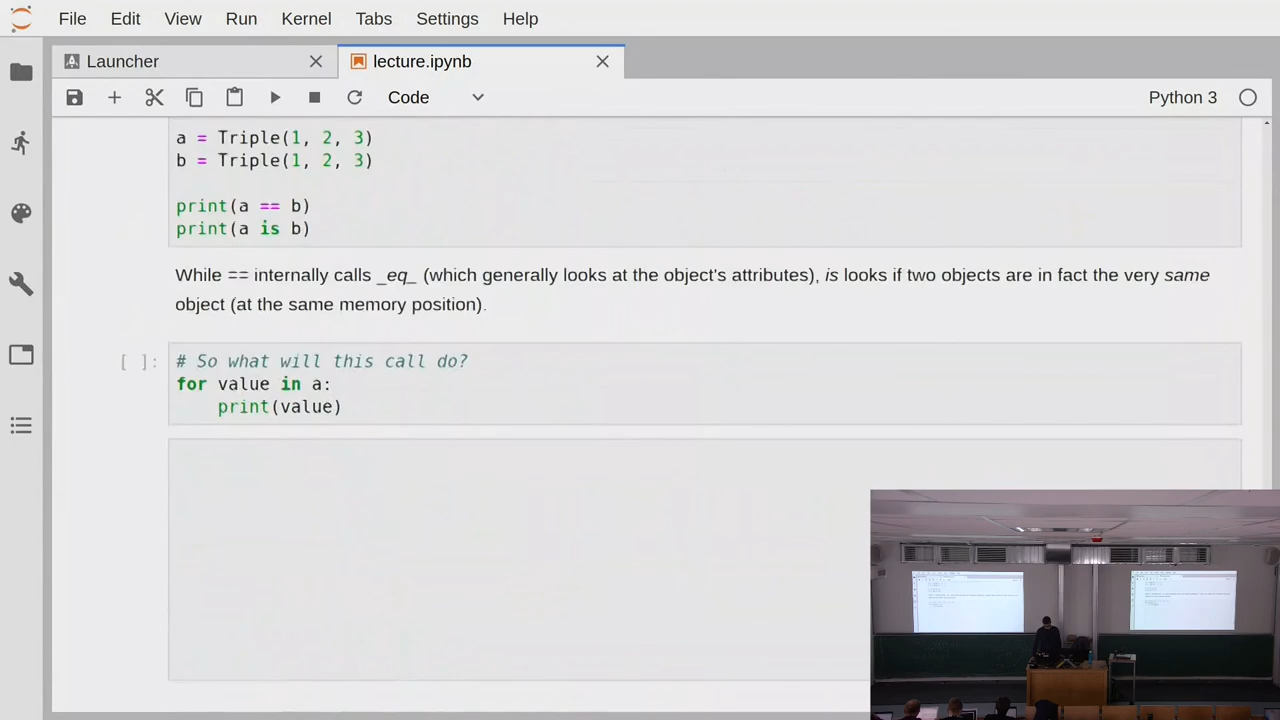 File Edit View Run Kernel Tabs Settings Help
Launcher
lecture.ipynb
Code
Python 3
a = Triple(1, 2, 3)
b = Triple(1, 2, 3)
print(a == b)
print(a is b)
While == internally calls _eq_ (which generally looks at the object's attributes), is looks if two objects are in fact the very same
object (at the same memory position).
[ ]:
# So what will this call do?
for value in a:
    print(value)